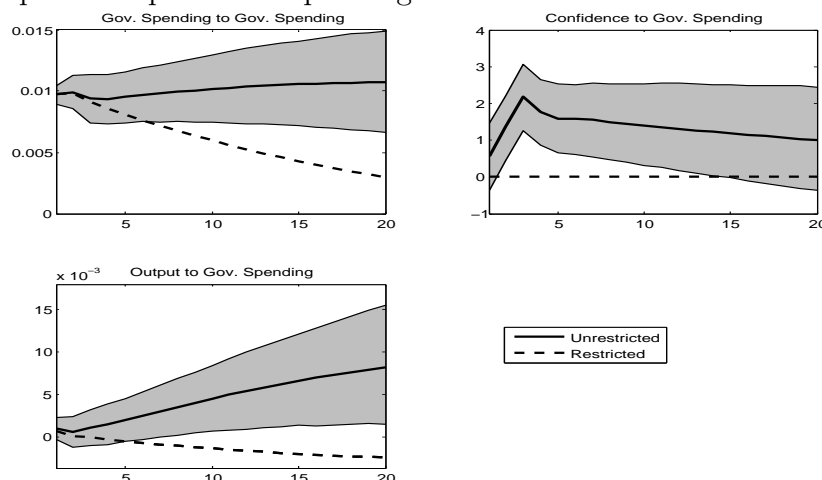 Gov. Spending to Gov. Spending
0.015
0.01
0.005
0
5 10 15 20
Confidence to Gov. Spending
4
3
2
1
0
−1
5 10 15 20
Output to Gov. Spending
x 10⁻³
15
10
5
0
5 10 15 20
Unrestricted
Restricted